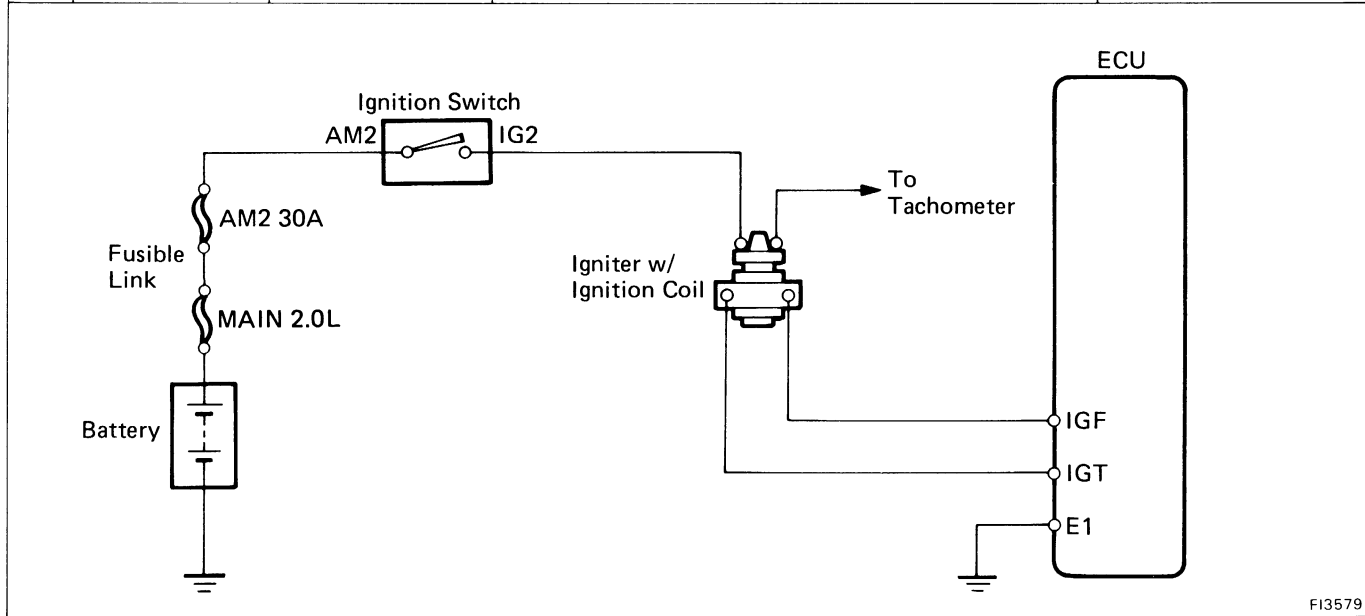 ECU
Ignition Switch
AM2
IG2
To
Tachometer
AM2 30A
Fusible
Link
Igniter w/
Ignition Coil
MAIN 2.0L
Battery
IGF
IGT
E1
FI3579